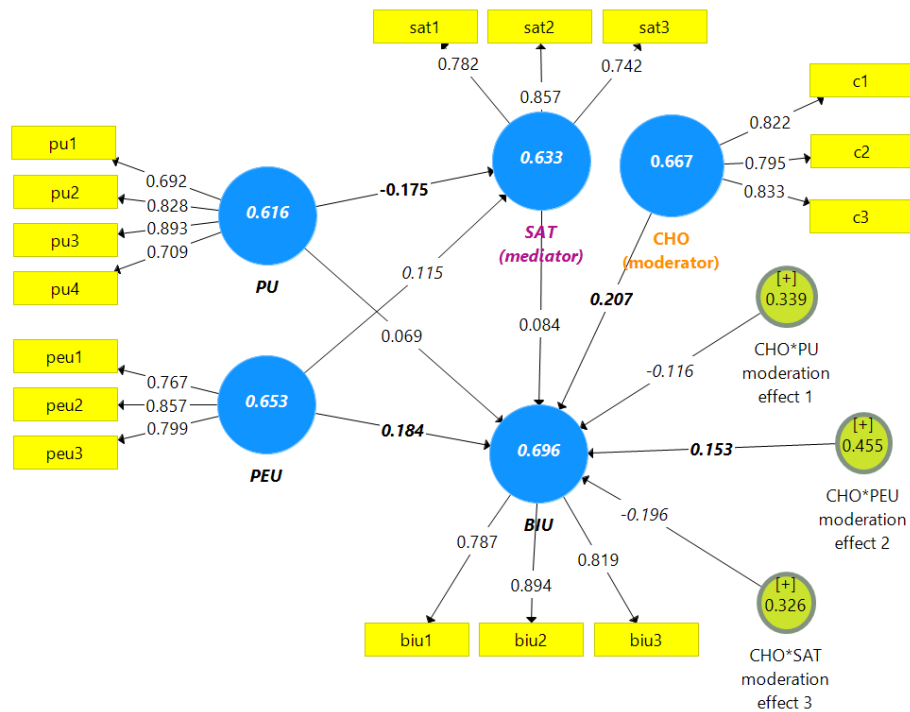 sat1
sat2
sat3
0.782
0.857
0.742
c1
c2
c3
0.822
0.795
0.833
pu1
pu2
pu3
pu4
0.692
0.828
0.893
0.709
0.616
PU
-0.175
0.633
SAT
(mediator)
0.667
CHO
(moderator)
0.115
0.069
0.084
0.207
[+]
0.339
CHO*PU
moderation
effect 1
-0.116
peu1
peu2
peu3
0.767
0.857
0.799
0.653
PEU
0.184
0.696
BIU
0.153
[+]
0.455
CHO*PEU
moderation
effect 2
-0.196
[+]
0.326
CHO*SAT
moderation
effect 3
0.787
0.894
0.819
biu1
biu2
biu3